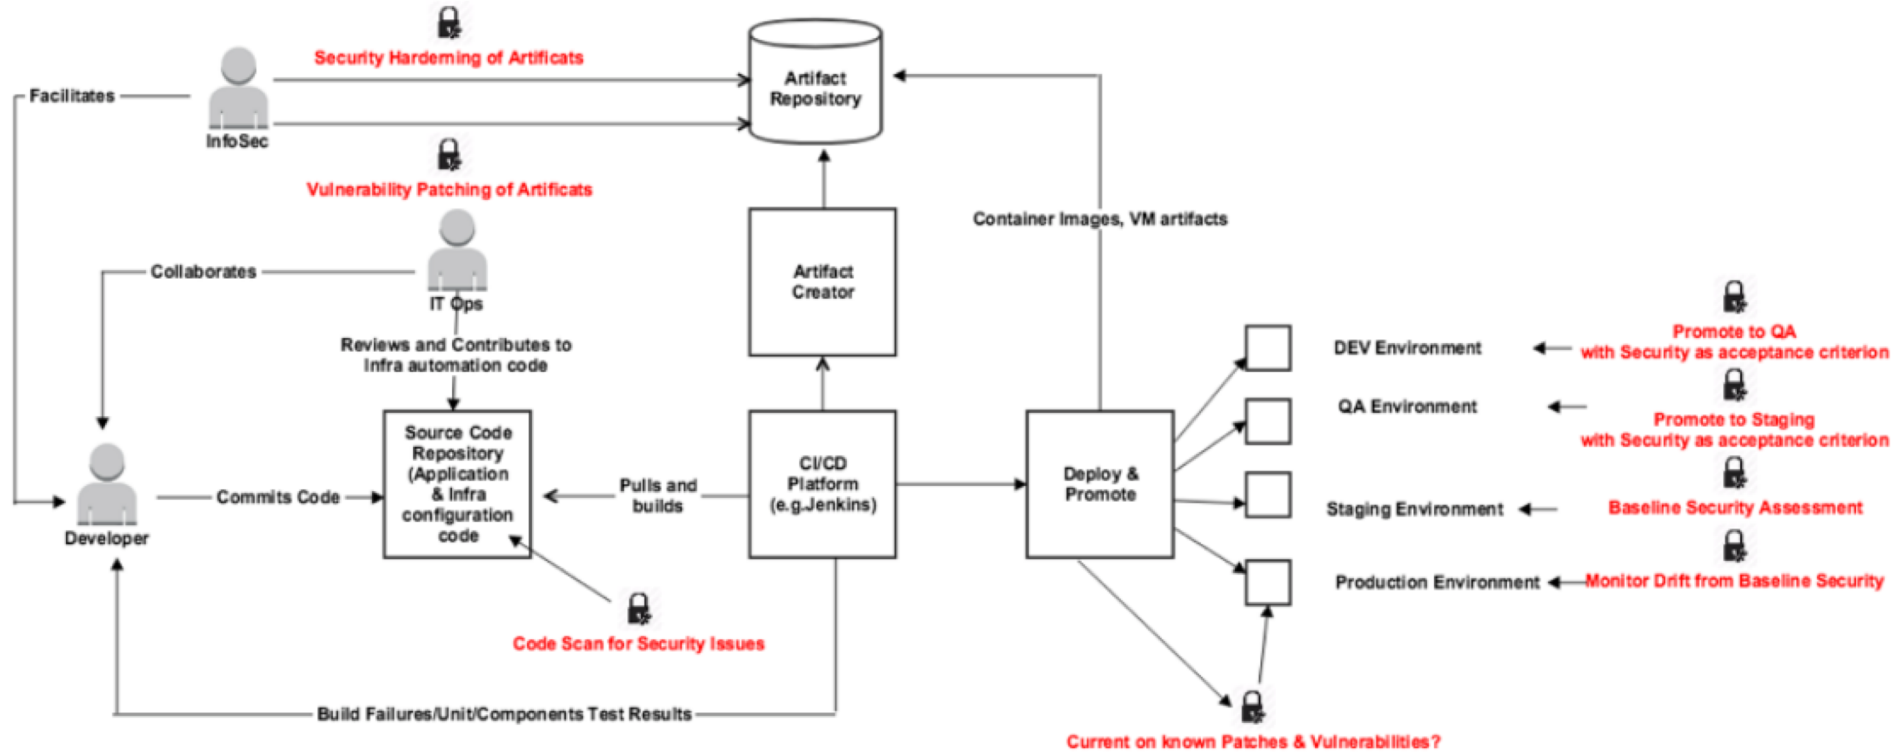 Security Hardening of Artificats
Facilitates
InfoSec
Artifact
Repository
Vulnerability Patching of Artificats
Container Images, VM artifacts
Collaborates
IT Ops
Artifact
Creator
Reviews and Contributes to
Infra automation code
Promote to QA
with Security as acceptance criterion
DEV Environment
QA Environment
Promote to Staging
with Security as acceptance criterion
Source Code
Repository
(Application
& Infra
configuration
code
Commits Code
Developer
Pulls and
builds
CI/CD
Platform
(e.g.Jenkins)
Deploy &
Promote
Staging Environment
Baseline Security Assessment
Production Environment
Monitor Drift from Baseline Security
Code Scan for Security Issues
Build Failures/Unit/Components Test Results
Current on known Patches & Vulnerabilities?